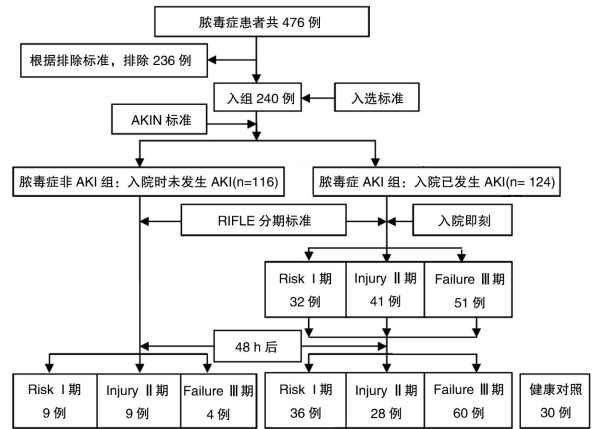 脓毒症患者共 476 例
根据排除标准，排除 236 例
入组 240 例
入选标准
AKIN 标准
脓毒症非 AKI 组：入院时未发生 AKI(n=116)
脓毒症 AKI 组：入院已发生 AKI(n= 124)
RIFLE 分期标准
入院即刻
Risk Ⅰ期
32 例
Injury Ⅱ期
41 例
Failure Ⅲ期
51 例
48 h 后
Risk Ⅰ期
9 例
Injury Ⅱ期
9 例
Failure Ⅲ期
4 例
Risk Ⅰ期
36 例
Injury Ⅱ期
28 例
Failure Ⅲ期
60 例
健康对照
30 例